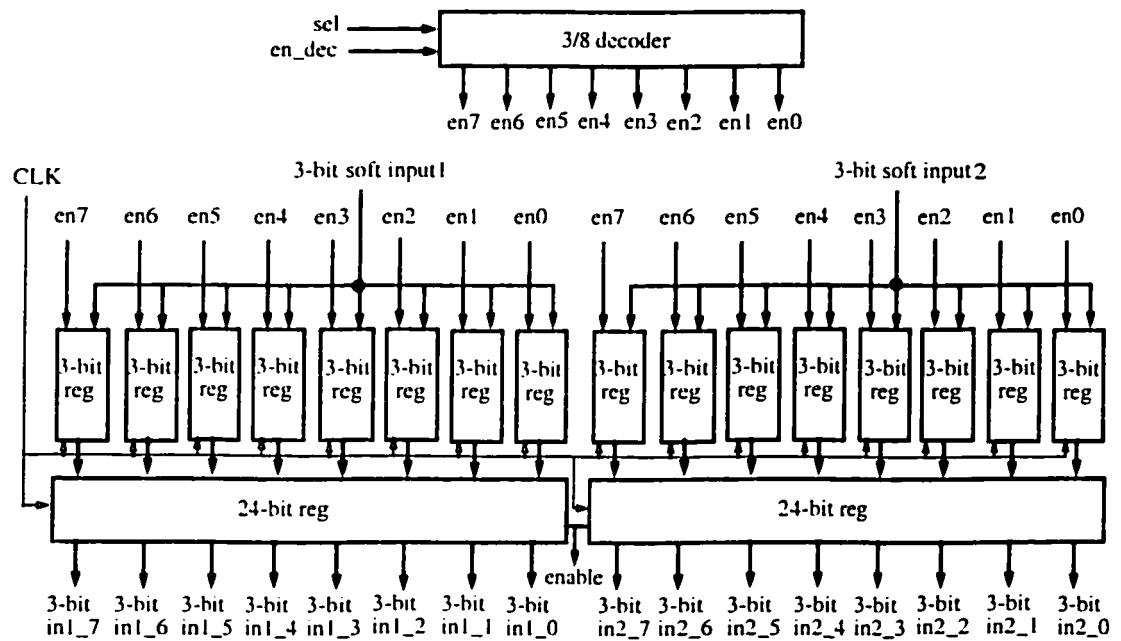 sel
en_dec
3/8 decoder
en7 en6 en5 en4 en3 en2 en1 en0
CLK
3-bit soft input1
3-bit soft input2
en7 en6 en5 en4 en3 en2 en1 en0 en7 en6 en5 en4 en3 en2 en1 en0
3-bit 3-bit 3-bit 3-bit 3-bit 3-bit 3-bit 3-bit 3-bit 3-bit 3-bit 3-bit 3-bit 3-bit 3-bit 3-bit
reg reg reg reg reg reg reg reg reg reg reg reg reg reg reg reg
24-bit reg
24-bit reg
enable
3-bit 3-bit 3-bit 3-bit 3-bit 3-bit 3-bit 3-bit 3-bit 3-bit 3-bit 3-bit 3-bit 3-bit 3-bit 3-bit
in1_7 in1_6 in1_5 in1_4 in1_3 in1_2 in1_1 in1_0 in2_7 in2_6 in2_5 in2_4 in2_3 in2_2 in2_1 in2_0